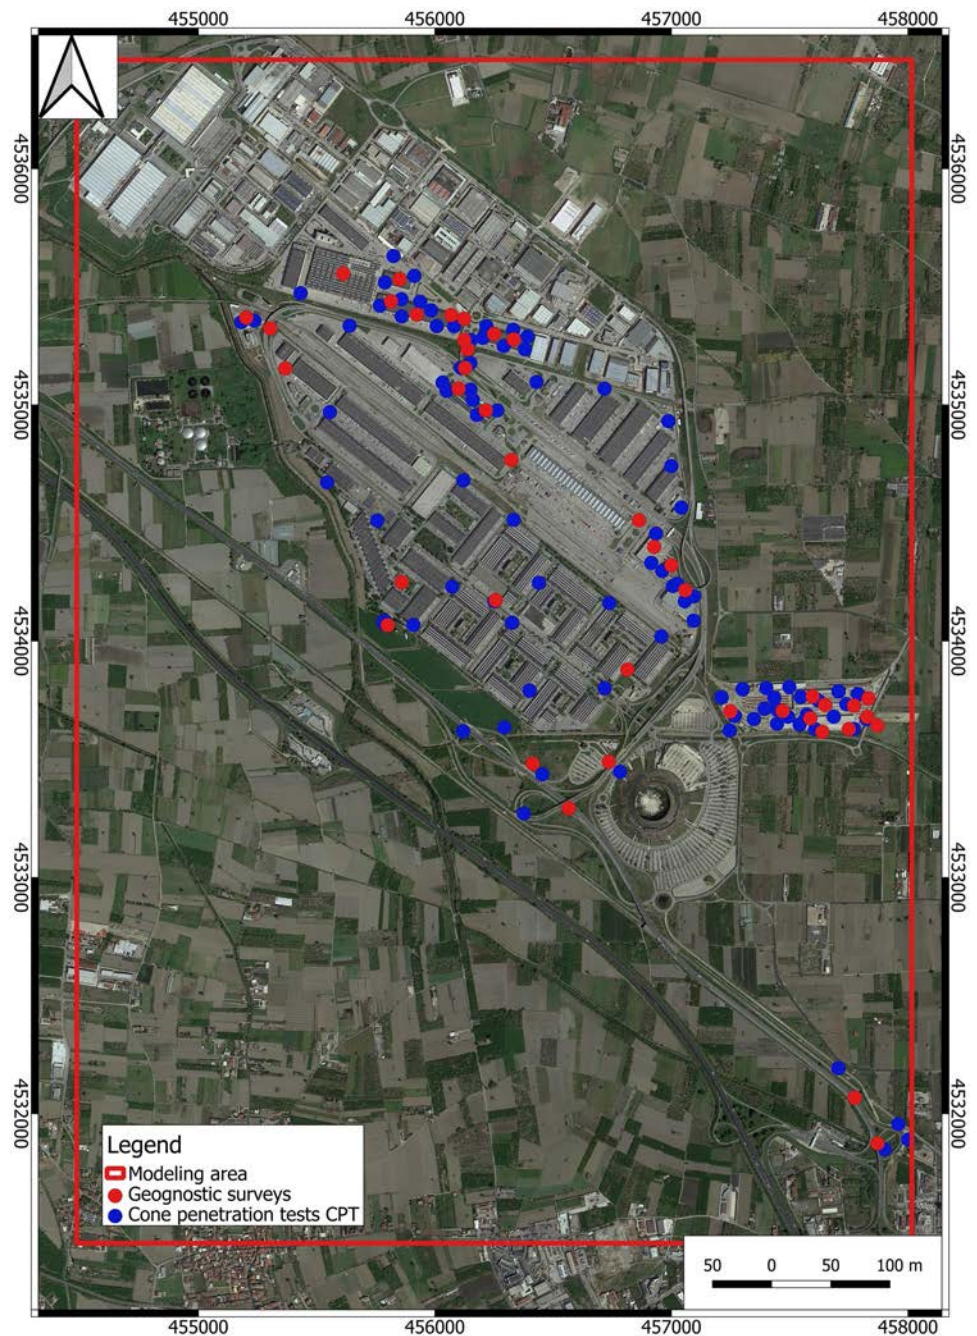 455000 456000 457000 458000
4536000 4536000
4535000 4535000
4534000 4534000
4533000 4533000
4532000 4532000
Legend
Modeling area
Geognostic surveys
Cone penetration tests CPT
50 0 50 100 m
455000 456000 457000 458000